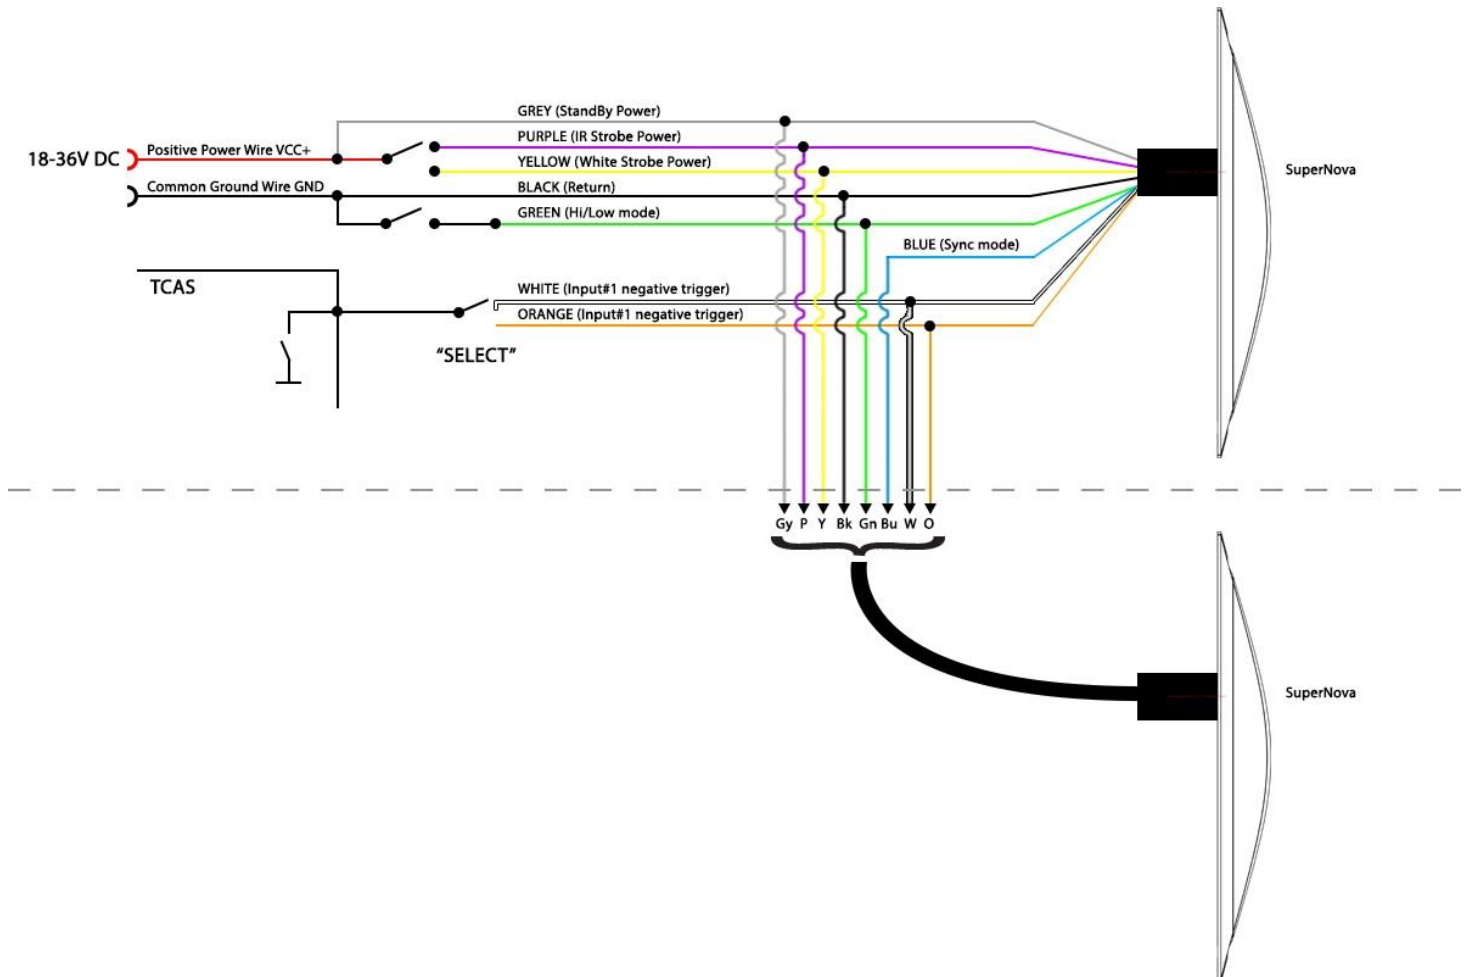 GREY (StandBy Power)
PURPLE (IR Strobe Power)
Positive Power Wire VCC+
18-36V DC
YELLOW (White Strobe Power)
SuperNova
Common Ground Wire GND
BLACK (Return)
GREEN (Hi/Low mode)
BLUE (Sync mode)
TCAS
WHITE (Input#1 negative trigger)
ORANGE (Input#1 negative trigger)
"SELECT"
Gy P Y Bk Gn Bu W O
SuperNova